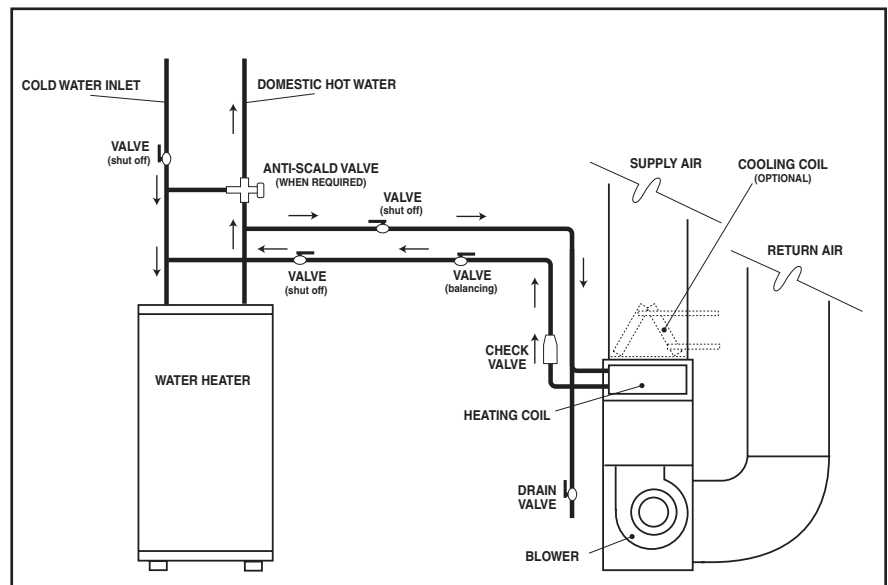 COLD WATER INLET
DOMESTIC HOT WATER
VALVE
(shut off)
ANTI-SCALD VALVE
(WHEN REQUIRED)
SUPPLY AIR
COOLING COIL
(OPTIONAL)
VALVE
(shut off)
RETURN AIR
VALVE
(shut off)
VALVE
(balancing)
CHECK
VALVE
WATER HEATER
HEATING COIL
DRAIN
VALVE
BLOWER